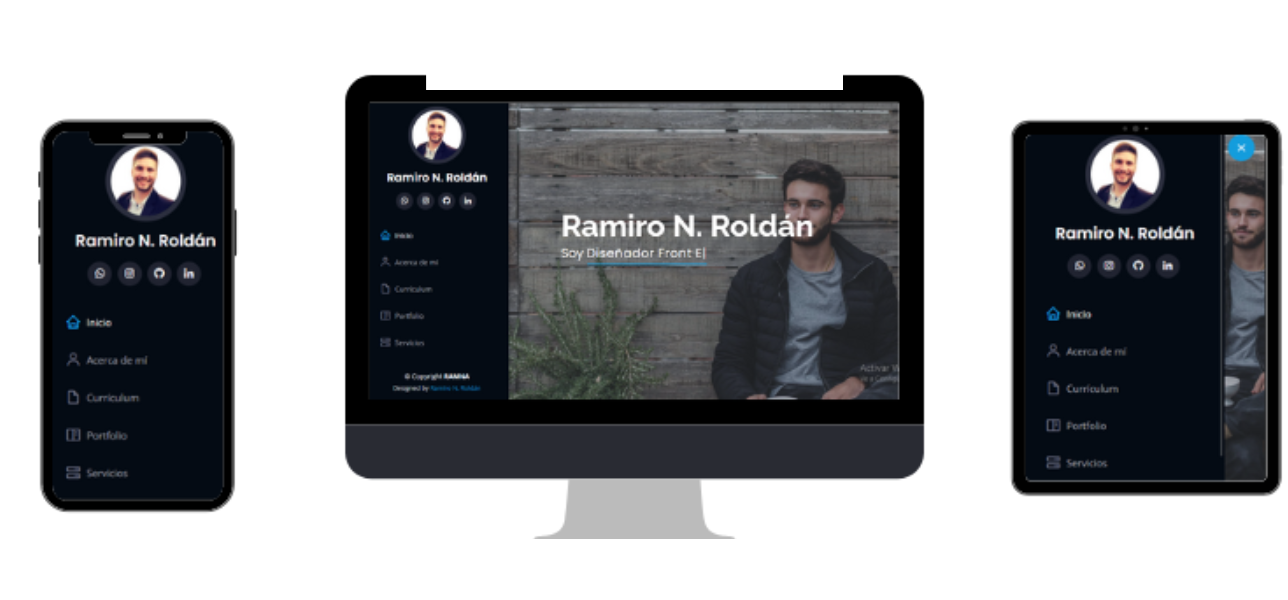 Ramiro N. Roldán
Inicio
Acerca de mí
Curriculum
Portfolio
Servicios
Ramiro N. Roldán
Inicio
Acerca de mí
Curriculum
Portfolio
Servicios
© Copyright RAMNA
Designed by Ramiro N. Roldán
Ramiro N. Roldán
Soy Diseñador Front E|
Activar W
Ramiro N. Roldán
Inicio
Acerca de mí
Curriculum
Portfolio
Servicios